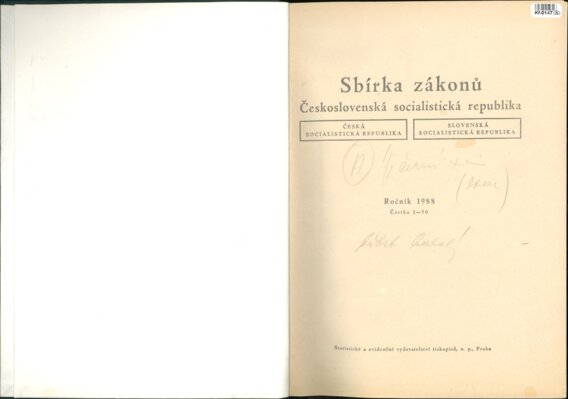 Sbírka zákonů
Československá socialistická republika
ČESKÁ
SOCIALISTICKÁ REPUBLIKA
SLOVENSKÁ
SOCIALISTICKÁ REPUBLIKA
Ročník 1988
Částka 1—50
Statistické a evidenční vydavatelství tiskopisů, n. p., Praha